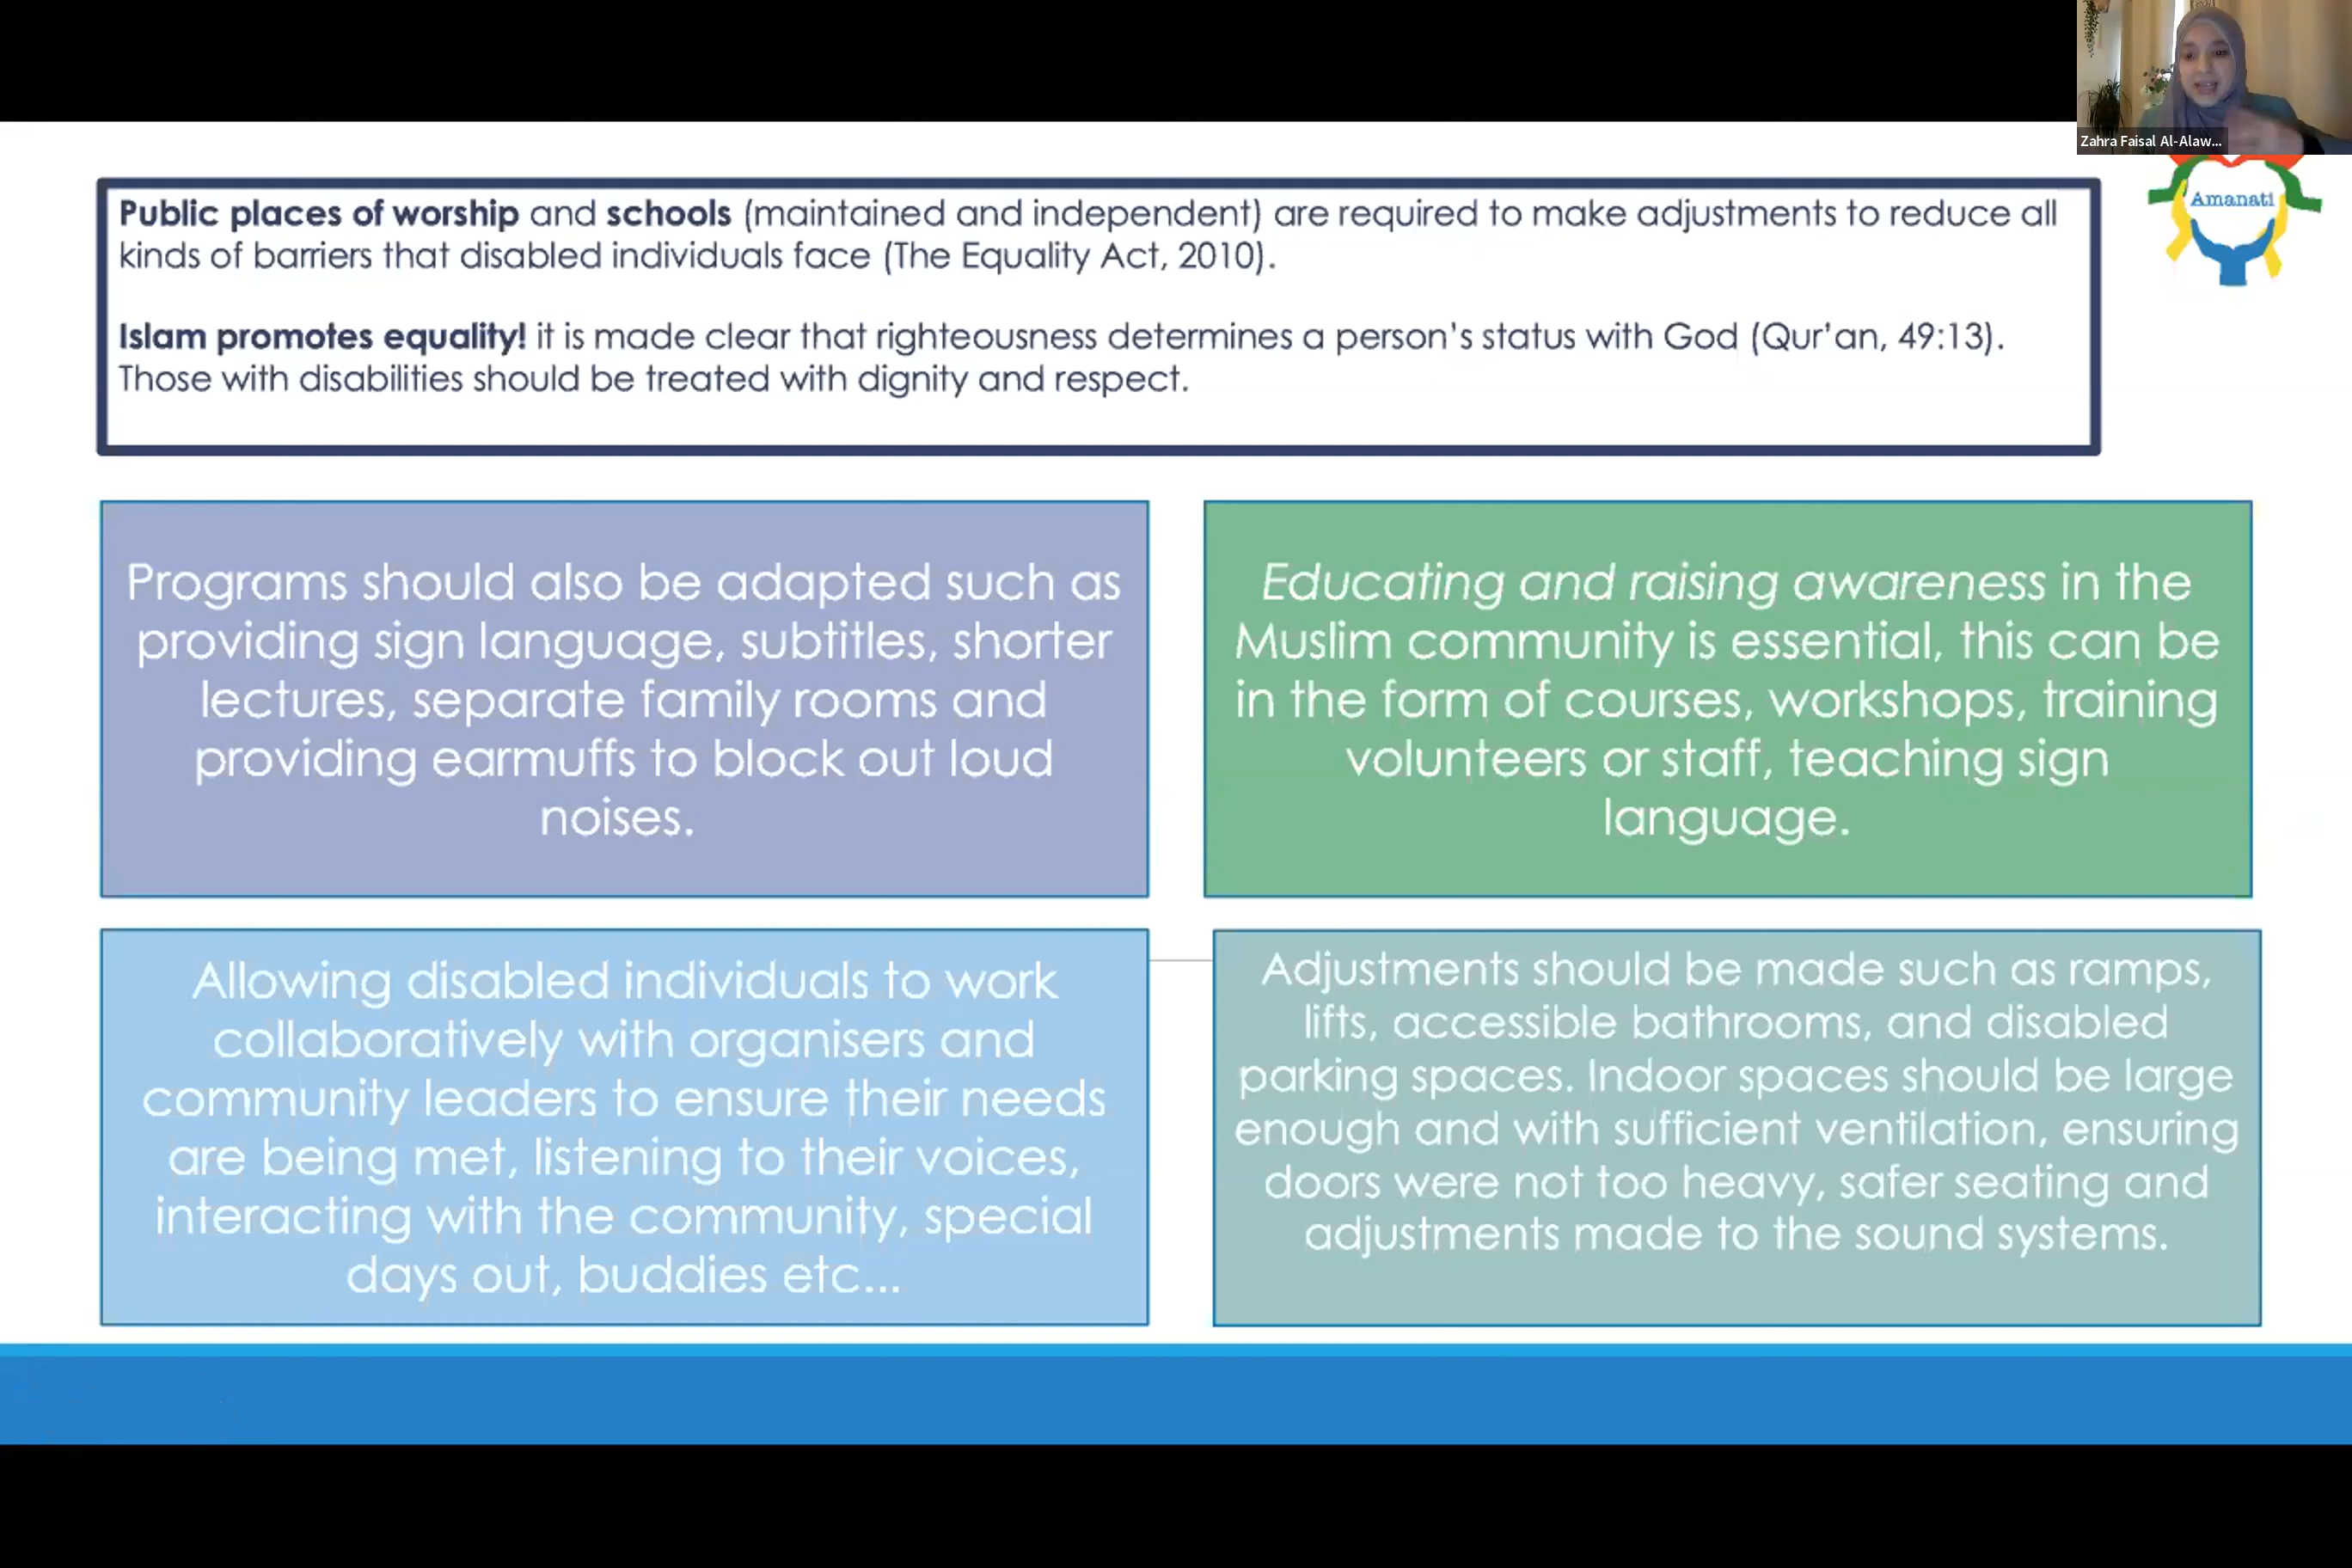 Zahra Faisal Al-Alaw...
Amanati
Public places of worship and schools (maintained and independent) are required to make adjustments to reduce all
kinds of barriers that disabled individuals face (The Equality Act, 2010).
Islam promotes equality! it is made clear that righteousness determines a person's status with God (Qur'an, 49:13).
Those with disabilities should be treated with dignity and respect.
Programs should also be adapted such as
providing sign language, subtitles, shorter
lectures, separate family rooms and
providing earmuffs to block out loud
noises.
Educating and raising awareness in the
Muslim community is essential, this can be
in the form of courses, workshops, training
volunteers or staff, teaching sign
language.
Allowing disabled individuals to work
collaboratively with organisers and
community leaders to ensure their needs
are being met, listening to their voices,
interacting with the community, special
days out, buddies etc...
Adjustments should be made such as ramps,
lifts, accessible bathrooms, and disabled
parking spaces. Indoor spaces should be large
enough and with sufficient ventilation, ensuring
doors were not too heavy, safer seating and
adjustments made to the sound systems.